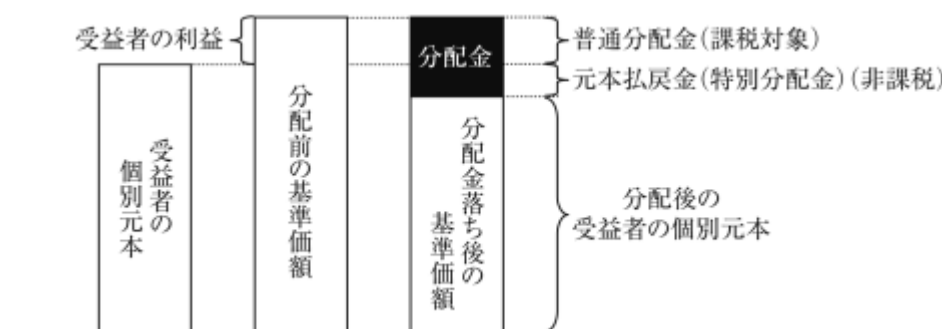 受益者の利益
分配金
普通分配金(課税対象)
元本払戻金(特別分配金)(非課税)
受益者の
個別元本
分配前の基準価額
分配金落ち後の
基準価額
分配後の
受益者の個別元本